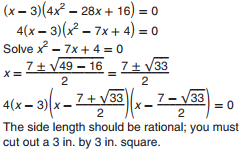 (x – 3)(4x² – 28x + 16) = 0
4(x – 3)(x² – 7x + 4) = 0
Solve x² – 7x + 4 = 0
x = (7 ± √(49 – 16))/2 = (7 ± √33)/2
4(x – 3)(x – (7 + √33)/2)(x – (7 – √33)/2) = 0
The side length should be rational; you must
cut out a 3 in. by 3 in. square.